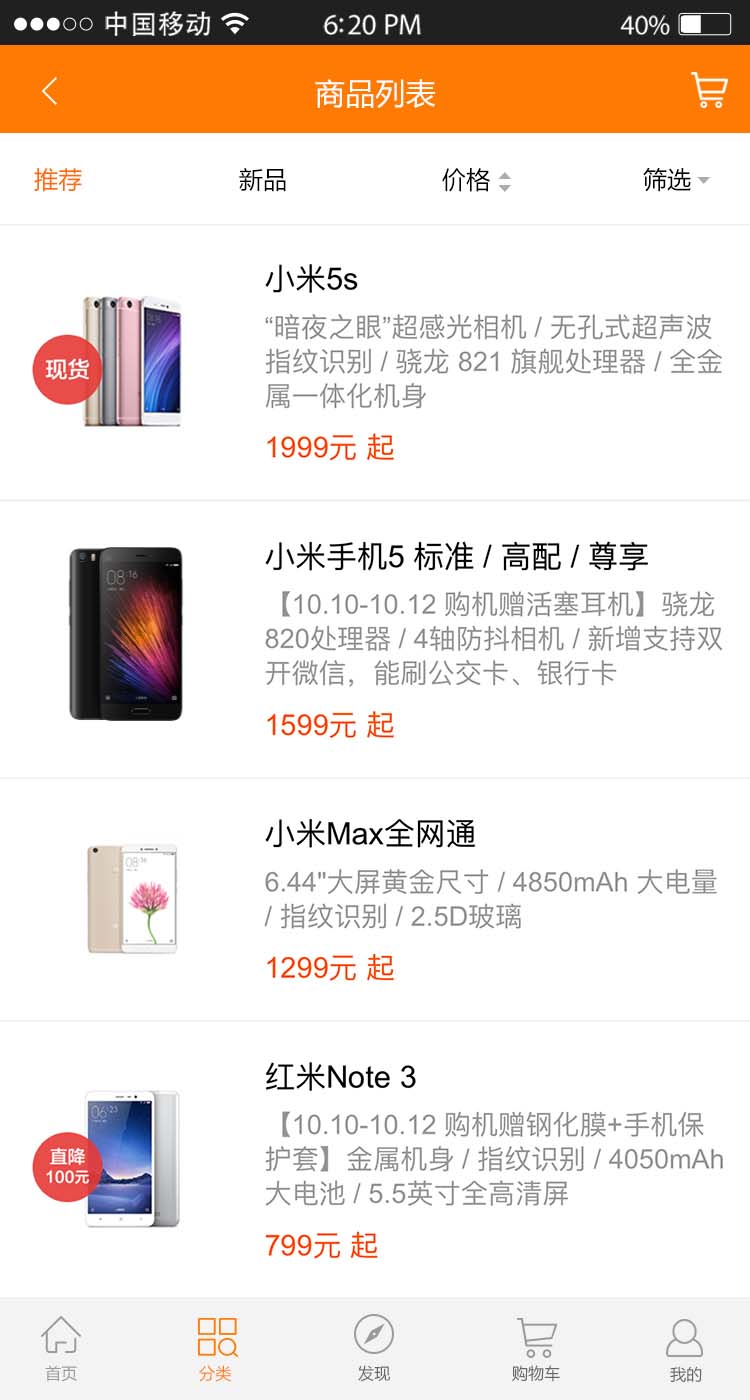 中国移动 6:20 PM 40%
商品列表
推荐 新品 价格 筛选
小米5s
“暗夜之眼”超感光相机 / 无孔式超声波
指纹识别 / 骁龙 821 旗舰处理器 / 全金
属一体化机身
现货
1999元 起
小米手机5 标准 / 高配 / 尊享
08:16
【10.10-10.12 购机赠活塞耳机】骁龙
820处理器 / 4轴防抖相机 / 新增支持双
开微信，能刷公交卡、银行卡
1599元 起
小米Max全网通
08:16
6.44"大屏黄金尺寸 / 4850mAh 大电量
/ 指纹识别 / 2.5D玻璃
1299元 起
红米Note 3
06:23
【10.10-10.12 购机赠钢化膜+手机保
护套】金属机身 / 指纹识别 / 4050mAh
大电池 / 5.5英寸全高清屏
直降
100元
799元 起
首页 分类 发现 购物车 我的